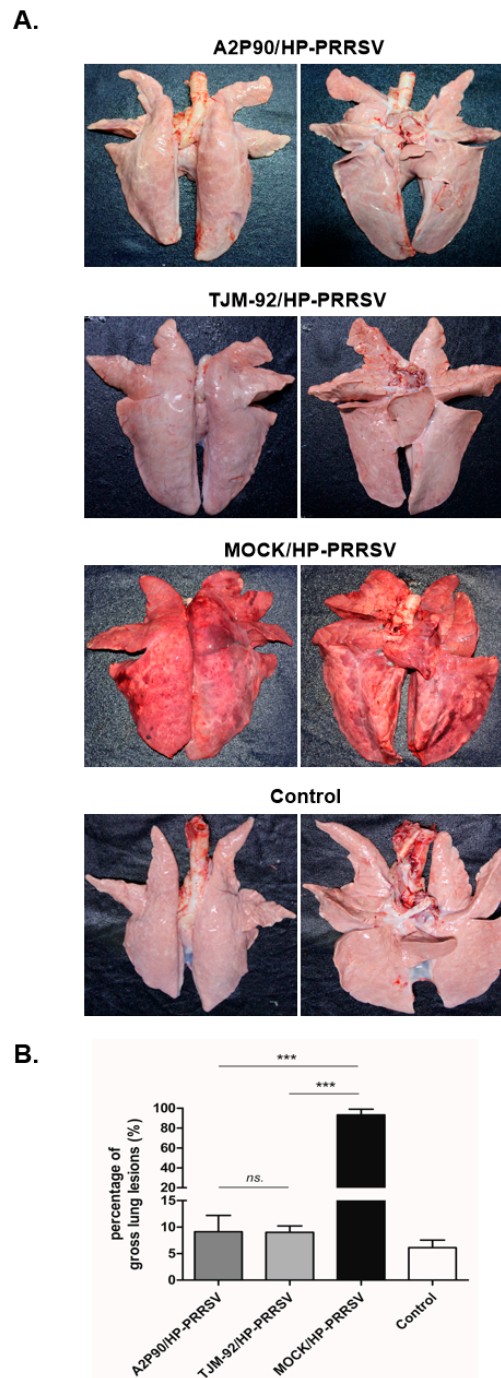 A.
A2P90/HP-PRRSV
TJM-92/HP-PRRSV
MOCK/HP-PRRSV
Control
B.
***
***
ns.
percentage of
gross lung lesions (%)
100
80
60
40
20
15
10
5
0
A2P90/HP-PRRSV
TJM-92/HP-PRRSV
MOCK/HP-PRRSV
Control